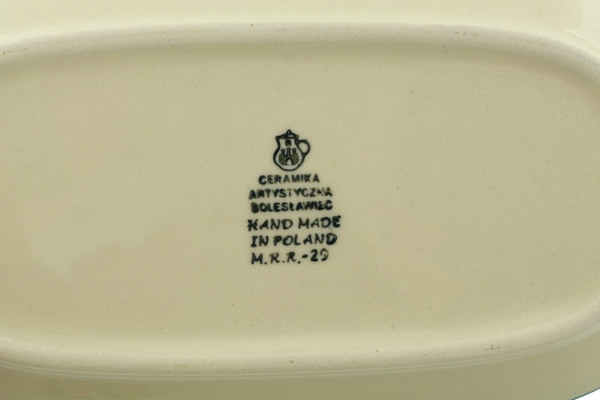 CERAMIKA
ARTYSTYCZNA
BOLESŁAWIEC
HAND MADE
IN POLAND
M.R.R.-29